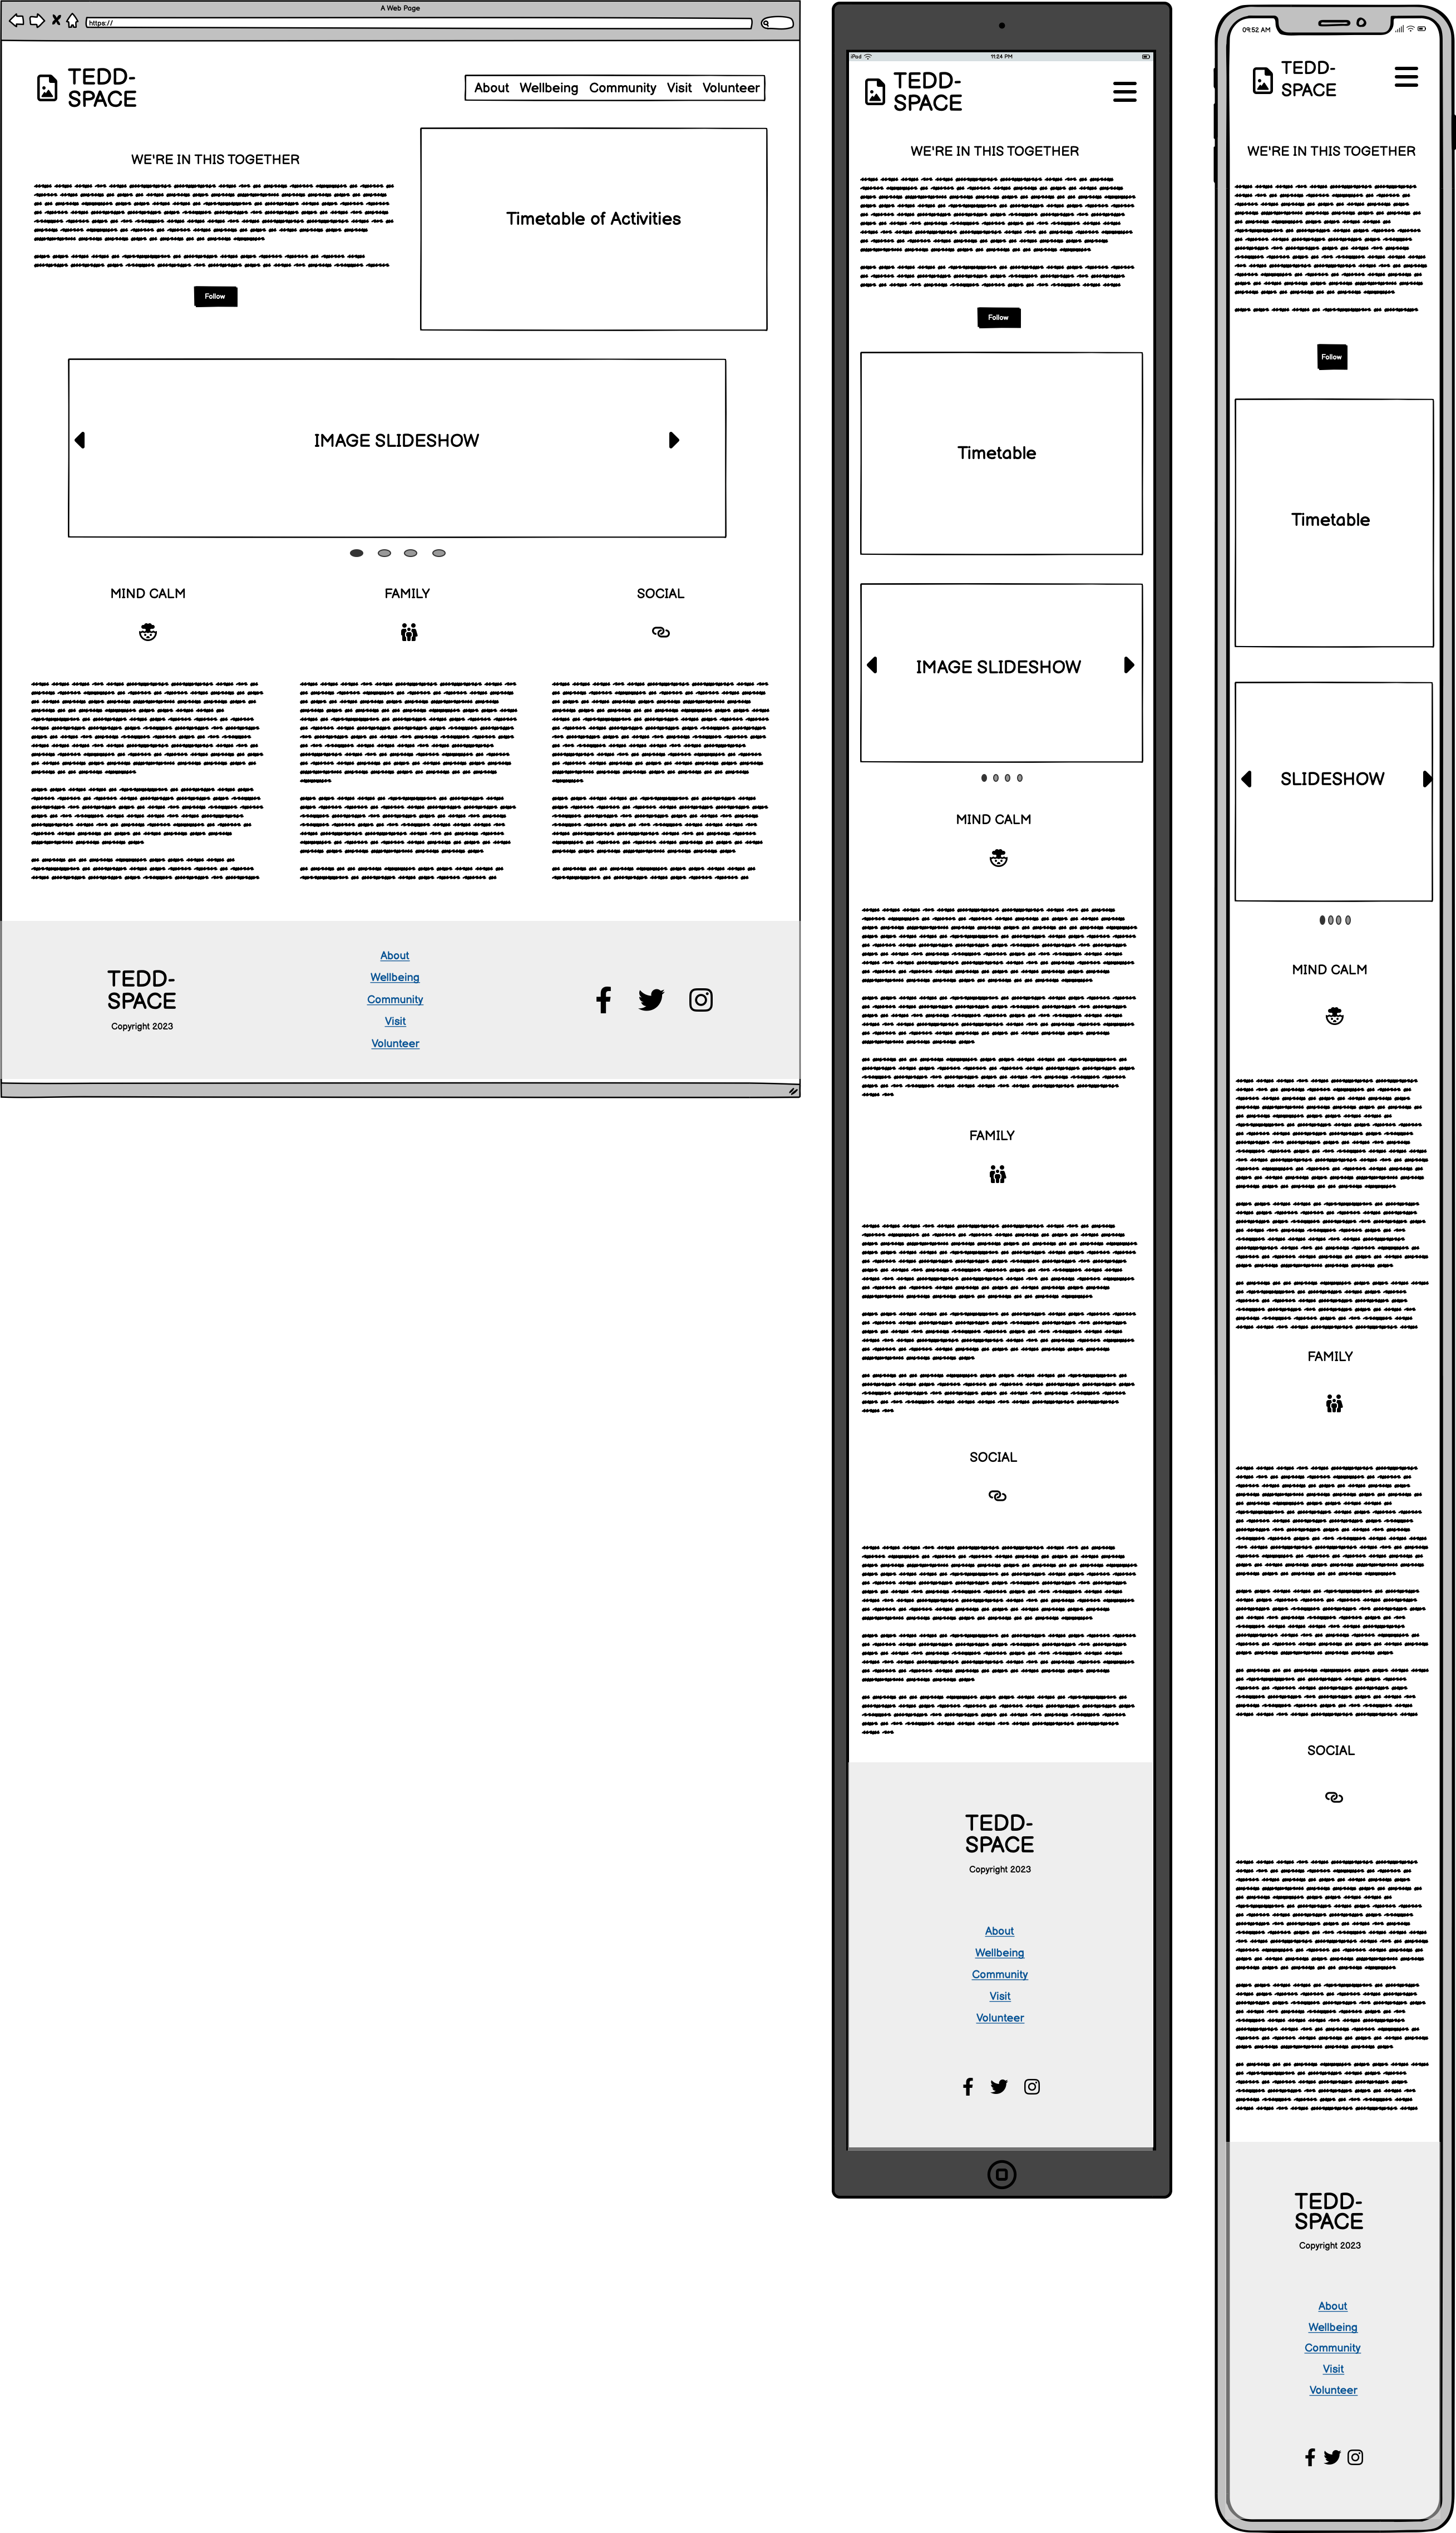 A Web Page
https://
TEDD-
SPACE
About Wellbeing Community Visit Volunteer
WE'RE IN THIS TOGETHER
Follow
Timetable of Activities
IMAGE SLIDESHOW
MIND CALM
FAMILY
SOCIAL
TEDD-
SPACE
Copyright 2023
About
Wellbeing
Community
Visit
Volunteer
iPod
11:24 PM
TEDD-
SPACE
WE'RE IN THIS TOGETHER
Follow
Timetable
IMAGE SLIDESHOW
MIND CALM
FAMILY
SOCIAL
TEDD-
SPACE
Copyright 2023
About
Wellbeing
Community
Visit
Volunteer
09:52 AM
TEDD-
SPACE
WE'RE IN THIS TOGETHER
Follow
Timetable
SLIDESHOW
MIND CALM
FAMILY
SOCIAL
TEDD-
SPACE
Copyright 2023
About
Wellbeing
Community
Visit
Volunteer